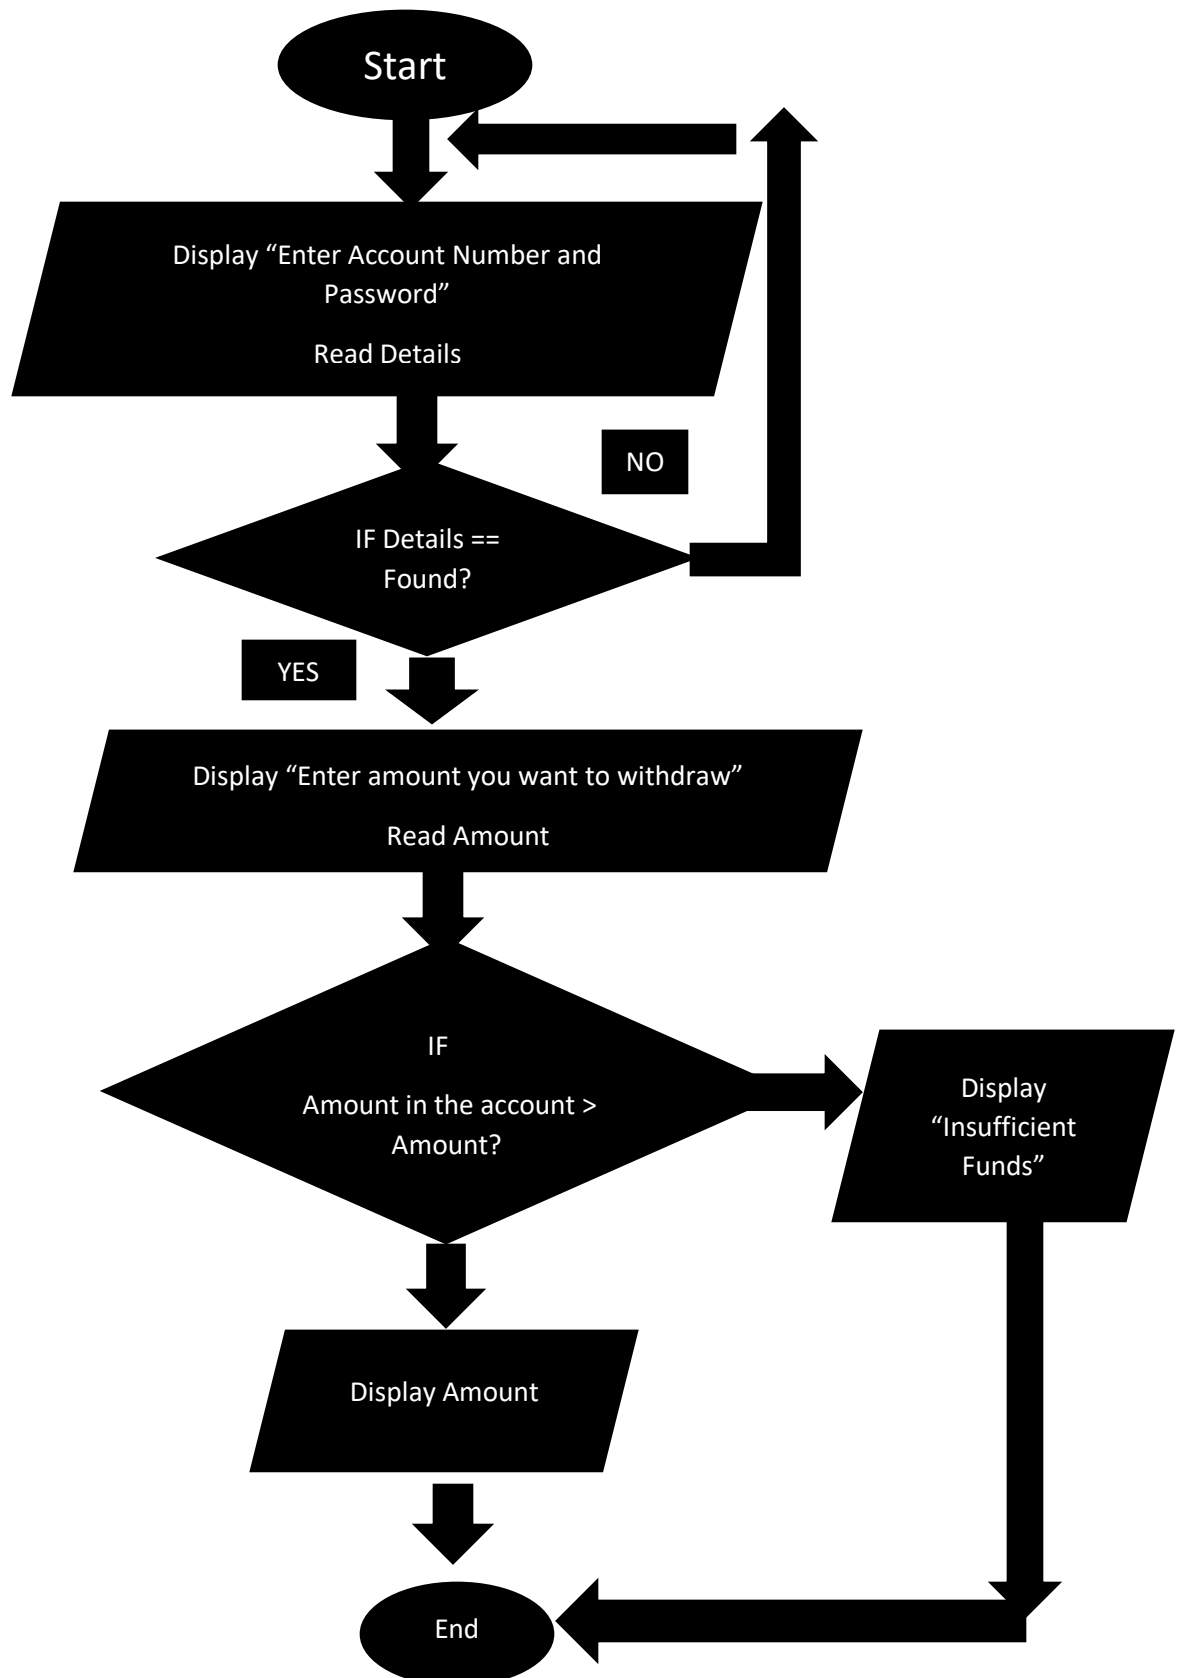 Start
Display “Enter Account Number and
Password”
Read Details
NO
IF Details ==
Found?
YES
Display “Enter amount you want to withdraw”
Read Amount
IF
Amount in the account >
Amount?
Display
“Insufficient
Funds”
Display Amount
End